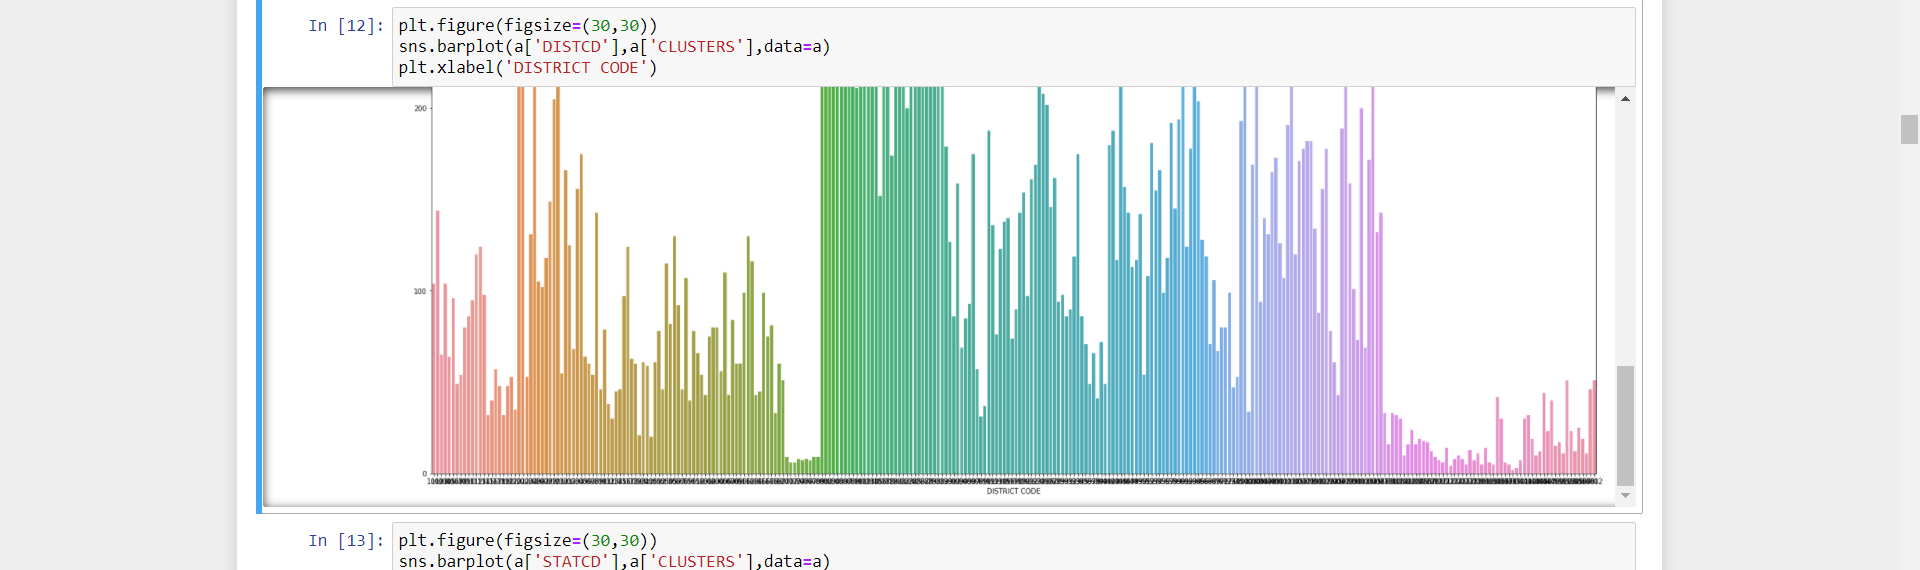 In [12]:
plt.figure(figsize=(30,30))
sns.barplot(a['DISTCD'],a['CLUSTERS'],data=a)
plt.xlabel('DISTRICT CODE')
200
100
0
DISTRICT CODE
In [13]:
plt.figure(figsize=(30,30))
sns.barplot(a['STATCD'],a['CLUSTERS'],data=a)